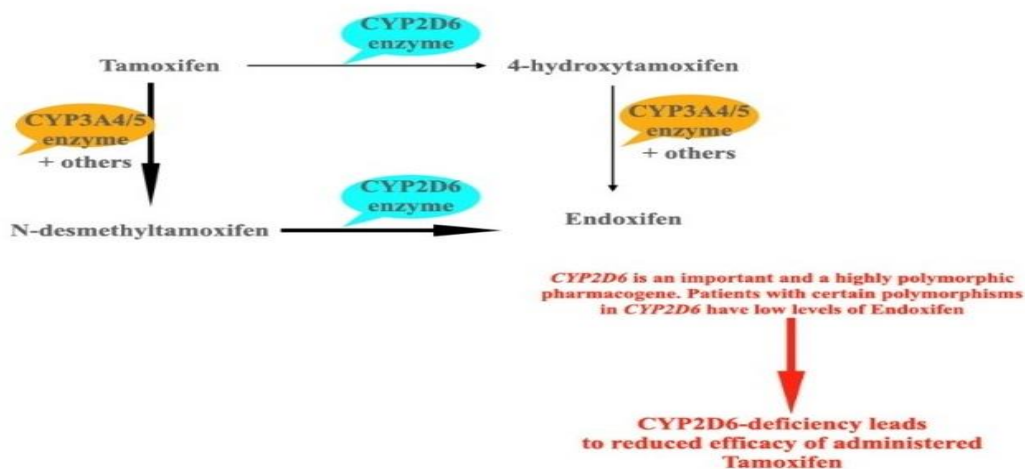 CYP2D6
enzyme
Tamoxifen
4-hydroxytamoxifen
CYP3A4/5
enzyme
+ others
CYP3A4/5
enzyme
+ others
CYP2D6
enzyme
N-desmethyltamoxifen
Endoxifen
CYP2D6 is an important and a highly polymorphic
pharmacogene. Patients with certain polymorphisms
in CYP2D6 have low levels of Endoxifen
CYP2D6-deficiency leads
to reduced efficacy of administered
Tamoxifen